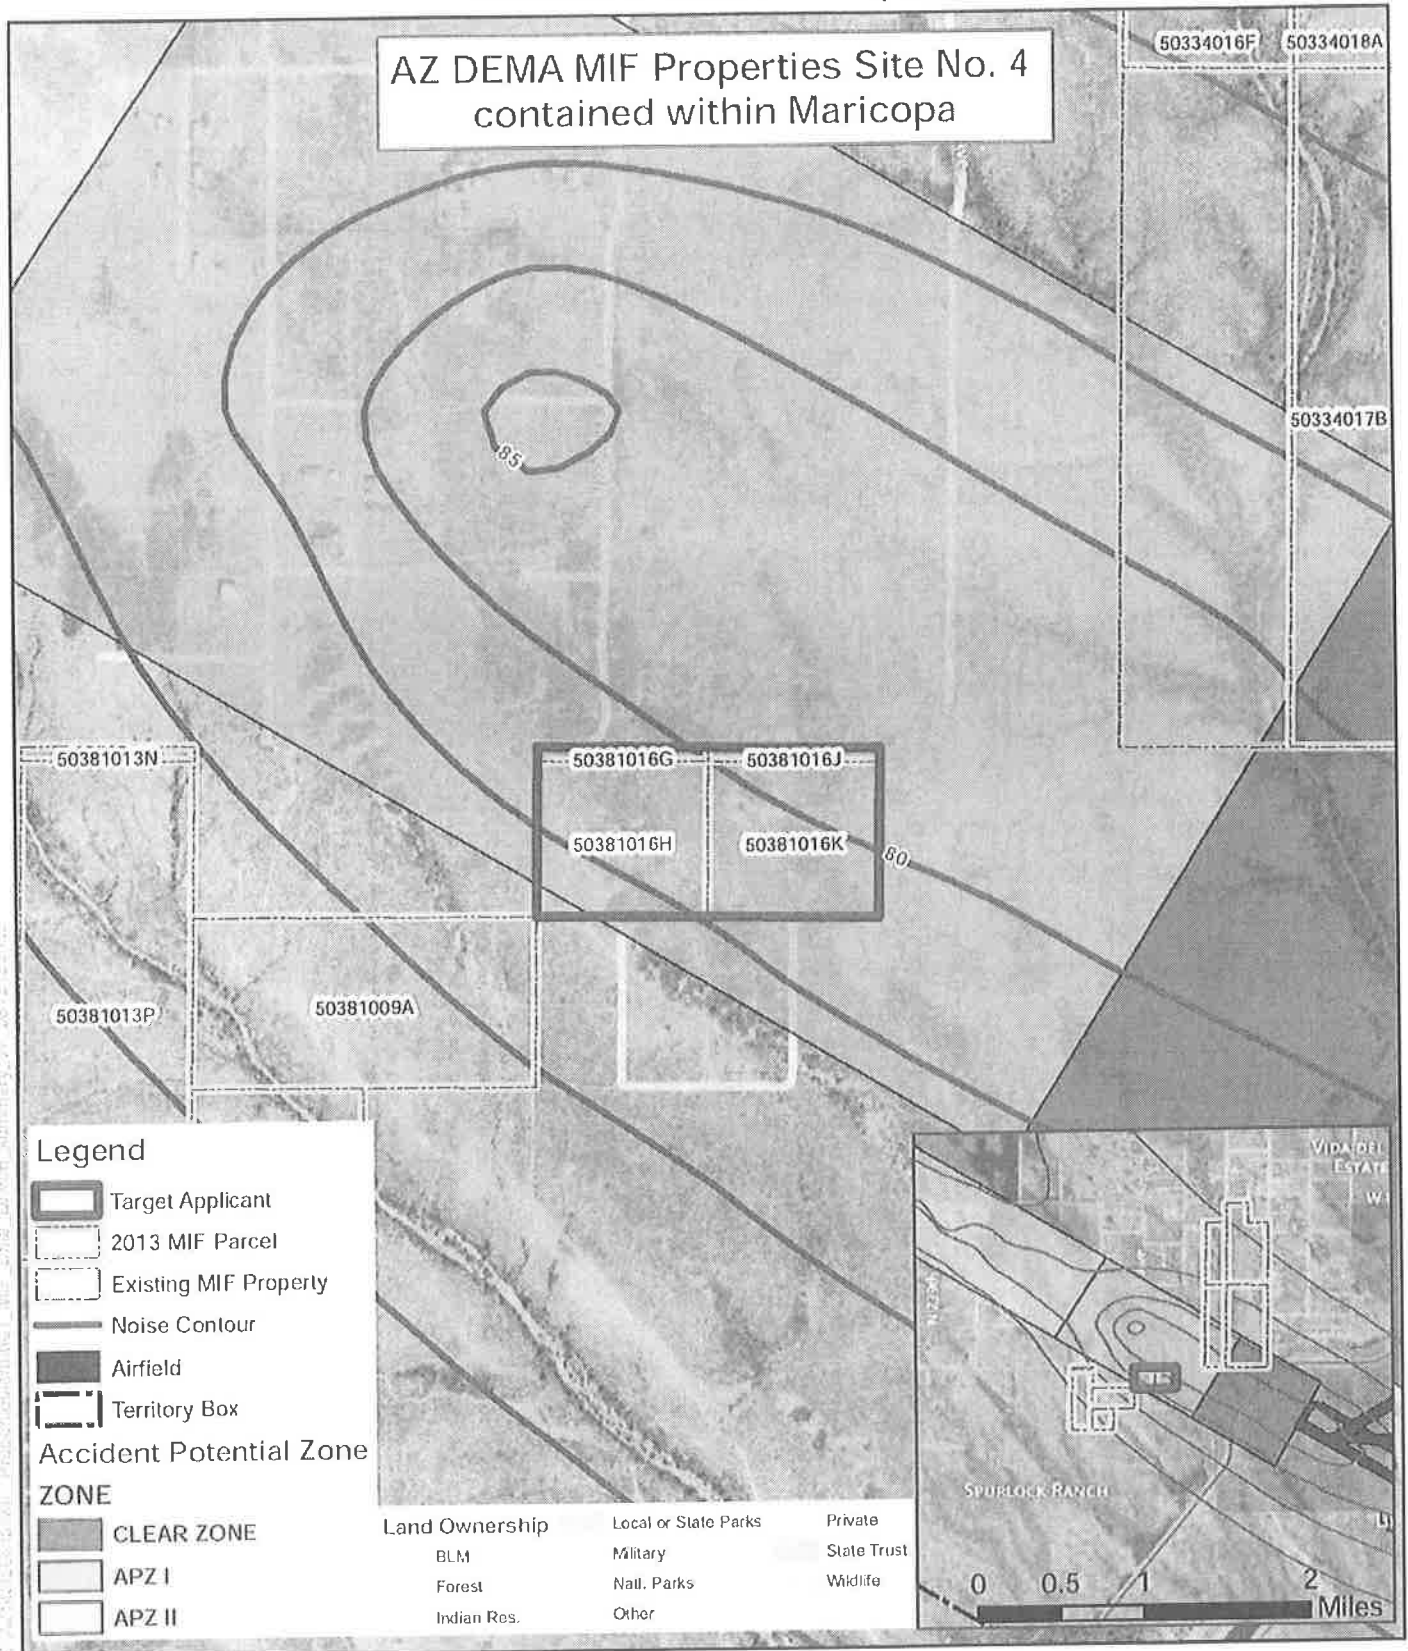 AZ DEMA MIF Properties Site No. 4
contained within Maricopa
50334016F
50334018A
50334017B
85
50381013N
50381016G
50381016J
50381016H
50381016K
80
50381013P
50381009A
Legend
Target Applicant
2013 MIF Parcel
Existing MIF Property
Noise Contour
Airfield
Territory Box
Accident Potential Zone
ZONE
CLEAR ZONE
APZ I
APZ II
Land Ownership
BLM
Forest
Indian Res.
Local or State Parks
Military
Natl. Parks
Other
Private
State Trust
Wildlife
VIDA DEL
ESTATE
SPURLOCK RANCH
0 0.5 1 2
Miles